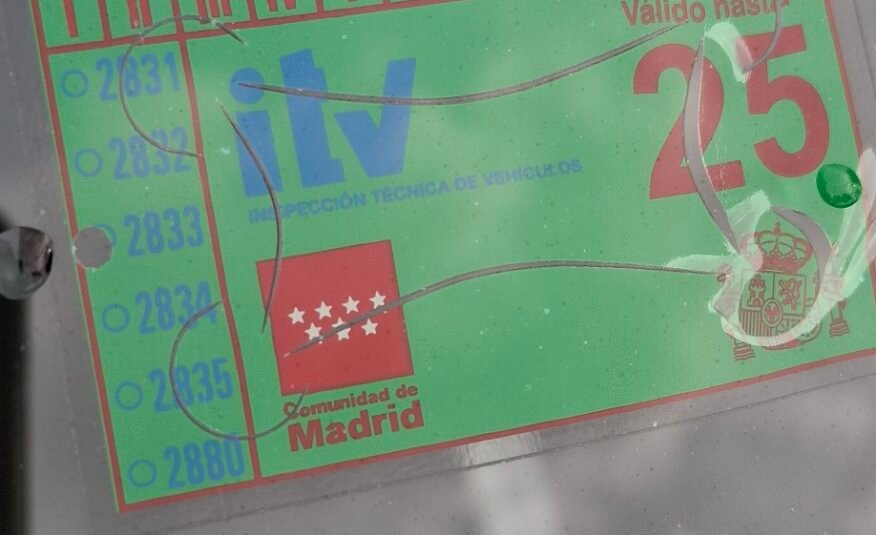 Válido hasta
25
2831
2832
2833
2834
2835
2880
itv
INSPECCIÓN TÉCNICA DE VEHÍCULOS
Comunidad de
Madrid